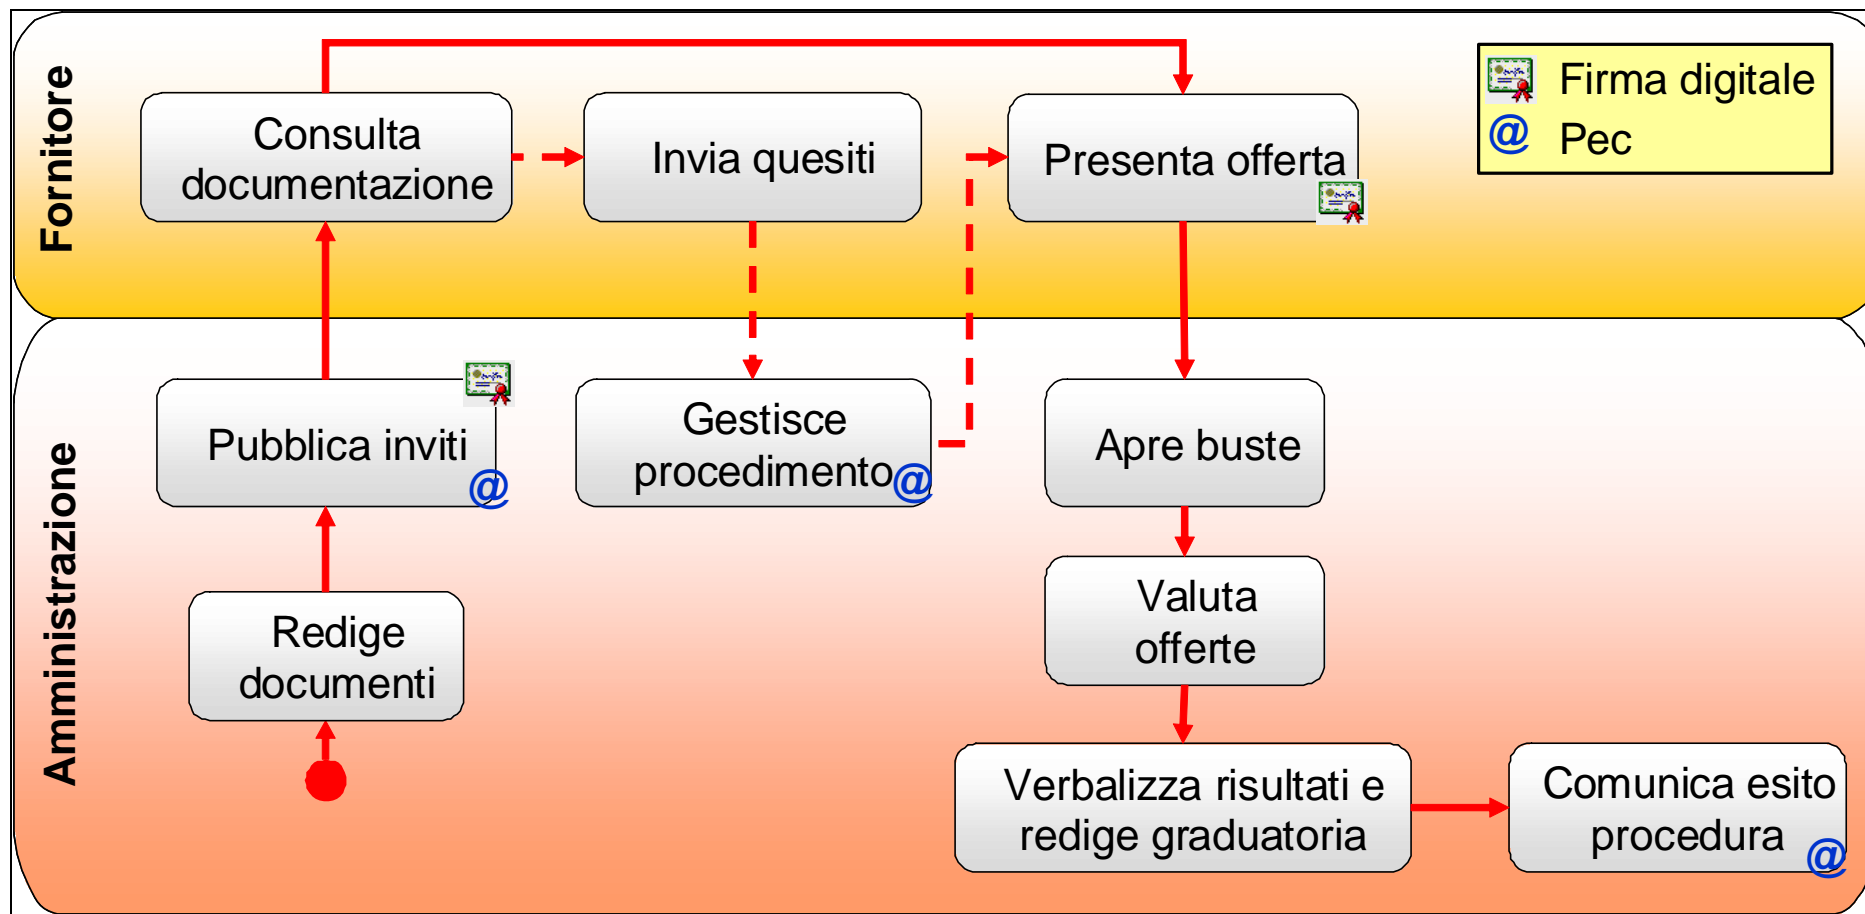 Fornitore
Consulta
documentazione
Invia quesiti
Presenta offerta
Firma digitale
@ Pec
Amministrazione
Pubblica inviti
@
Gestisce
procedimento
@
Apre buste
Redige
documenti
Valuta
offerte
Verbalizza risultati e
redige graduatoria
Comunica esito
procedura
@